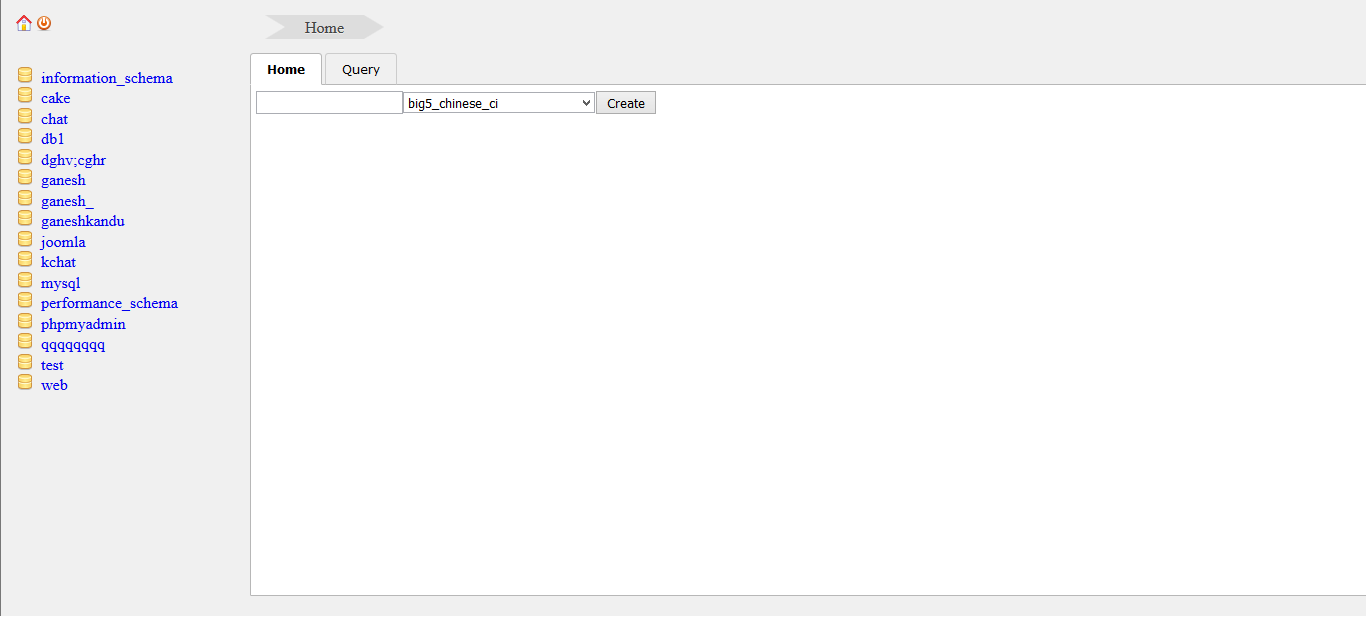 Home
Home
Query
big5_chinese_ci
Create
information_schema
cake
chat
db1
dghv;cghr
ganesh
ganesh_
ganeshkandu
joomla
kchat
mysql
performance_schema
phpmyadmin
qqqqqqqq
test
web